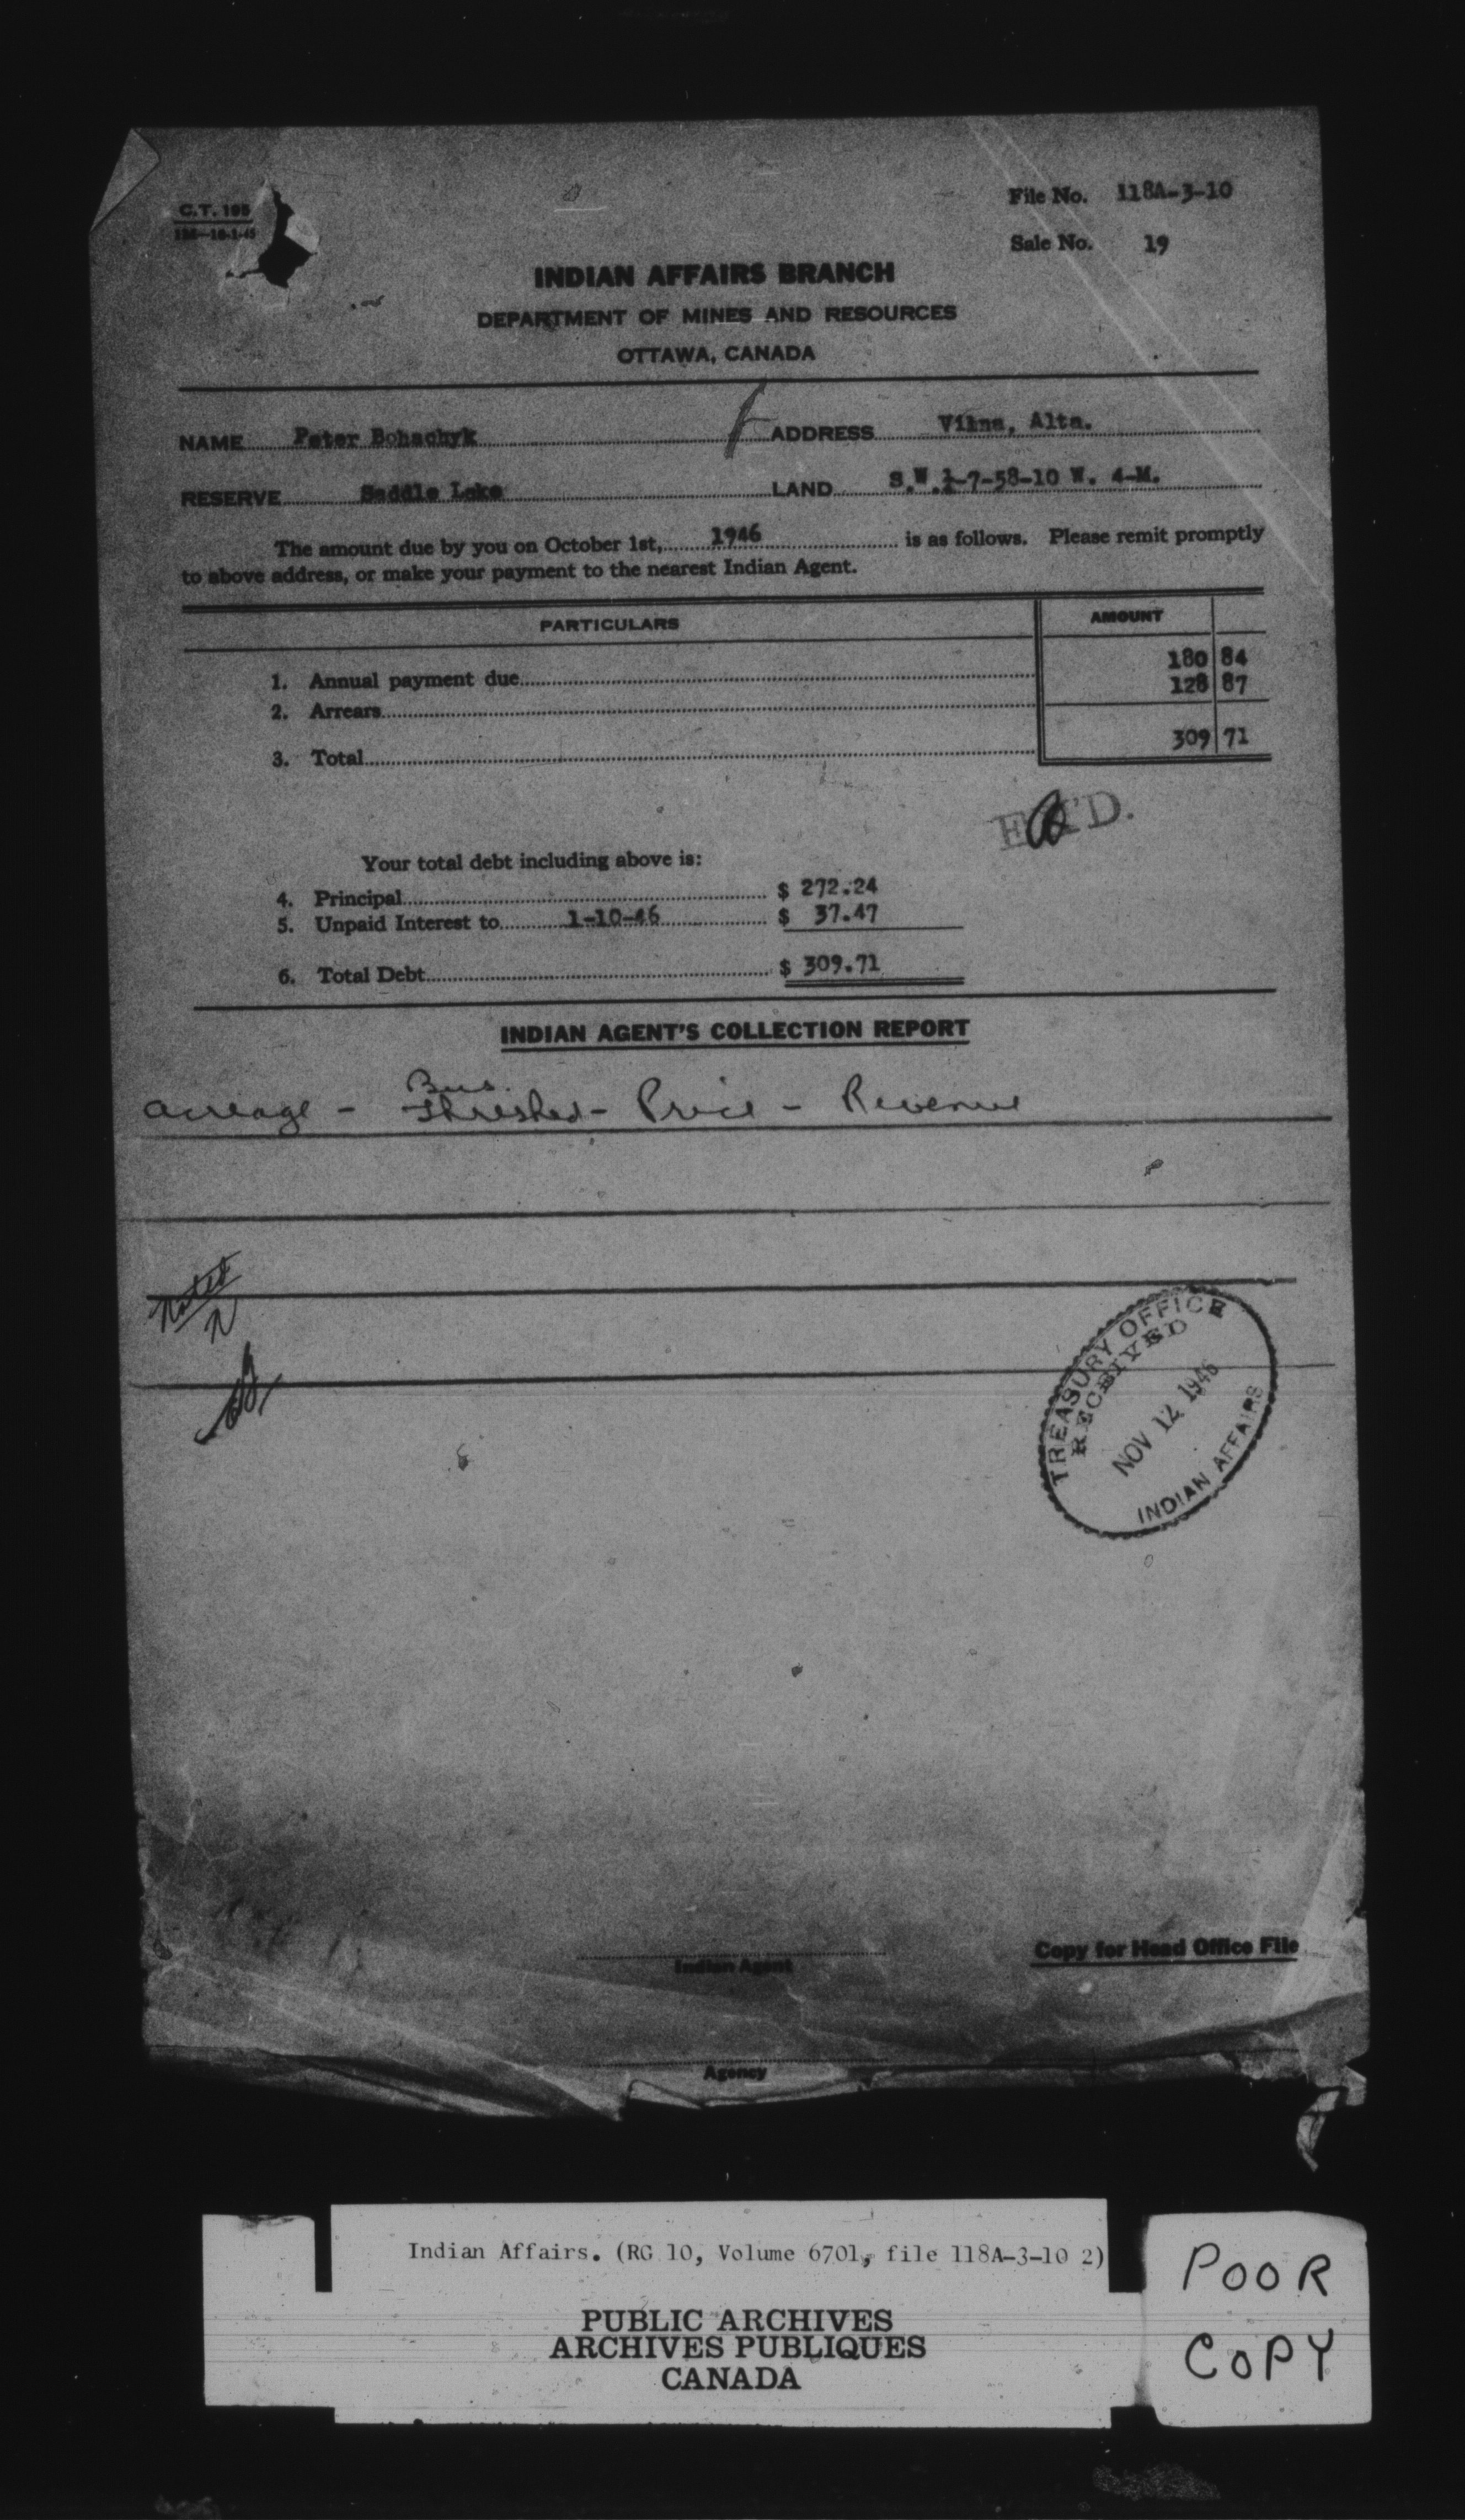 C.T. 195
File No. 118A-3-10
Sale No. 19
INDIAN AFFAIRS BRANCH
DEPARTMENT OF MINES AND RESOURCES
OTTAWA, CANADA
NAME Peter Bohachyk ADDRESS Vilna, Alta.
RESERVE Saddle Lake LAND S.W.¼-7-58-10 W. 4-M.
The amount due by you on October 1st, 1946 is as follows. Please remit promptly
to above address, or make your payment to the nearest Indian Agent.
PARTICULARS AMOUNT
1. Annual payment due 180 84
2. Arrears 128 87
3. Total 309 71
ENT'D.
Your total debt including above is:
4. Principal $ 272.24
5. Unpaid Interest to 1-10-46 $ 37.47
6. Total Debt $ 309.71
INDIAN AGENT'S COLLECTION REPORT
Bus.
Acreage - Threshed - Price - Revenue
Noted
TREASURY OFFICE
RECEIVED
NOV 12 1946
INDIAN AFFAIRS
Indian Agent
Copy for Head Office File
Agency
Indian Affairs. (RG 10, Volume 6701, file 118A-3-10 2)
PUBLIC ARCHIVES
ARCHIVES PUBLIQUES
CANADA
POOR
COPY